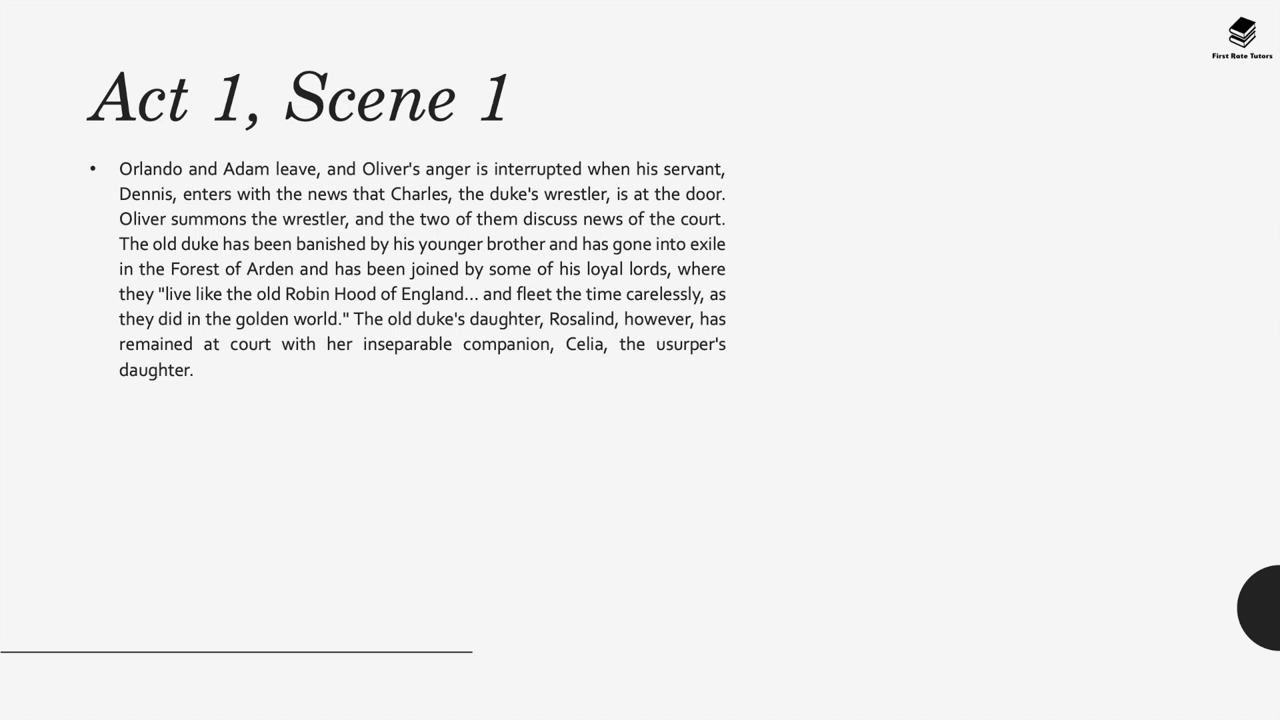 First Rate Tutors
Act 1, Scene 1
• Orlando and Adam leave, and Oliver's anger is interrupted when his servant,
Dennis, enters with the news that Charles, the duke's wrestler, is at the door.
Oliver summons the wrestler, and the two of them discuss news of the court.
The old duke has been banished by his younger brother and has gone into exile
in the Forest of Arden and has been joined by some of his loyal lords, where
they "live like the old Robin Hood of England... and fleet the time carelessly, as
they did in the golden world." The old duke's daughter, Rosalind, however, has
remained at court with her inseparable companion, Celia, the usurper's
daughter.